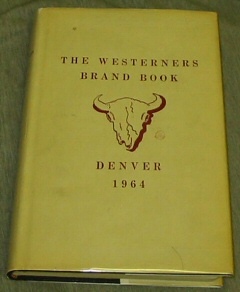 THE WESTERNERS
BRAND BOOK
DENVER
1964